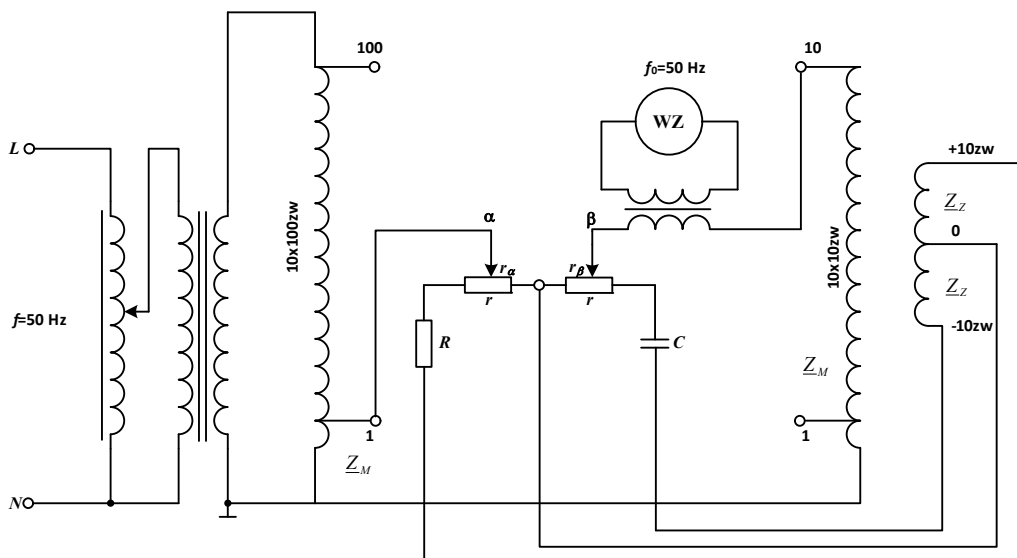 L
N
f=50 Hz
100
10x100zw
1
Z_M
α
r_α
r
R
f₀=50 Hz
WZ
β
r_β
r
C
10
10x10zw
Z_M
1
+10zw
Z_Z
0
Z_Z
-10zw